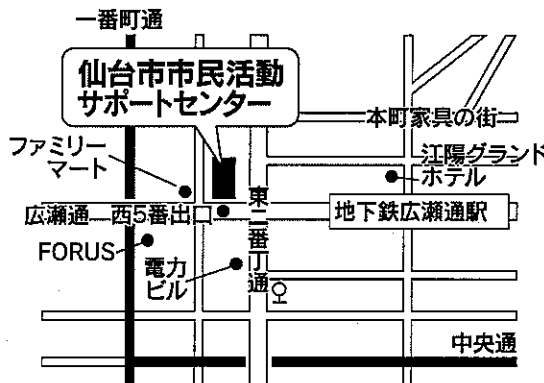 一番町通
仙台市市民活動
サポートセンター
本町家具の街
ファミリー
マート
江陽グランド
ホテル
広瀬通
西5番出口
東二番丁通
地下鉄広瀬通駅
FORUS
電力
ビル
中央通